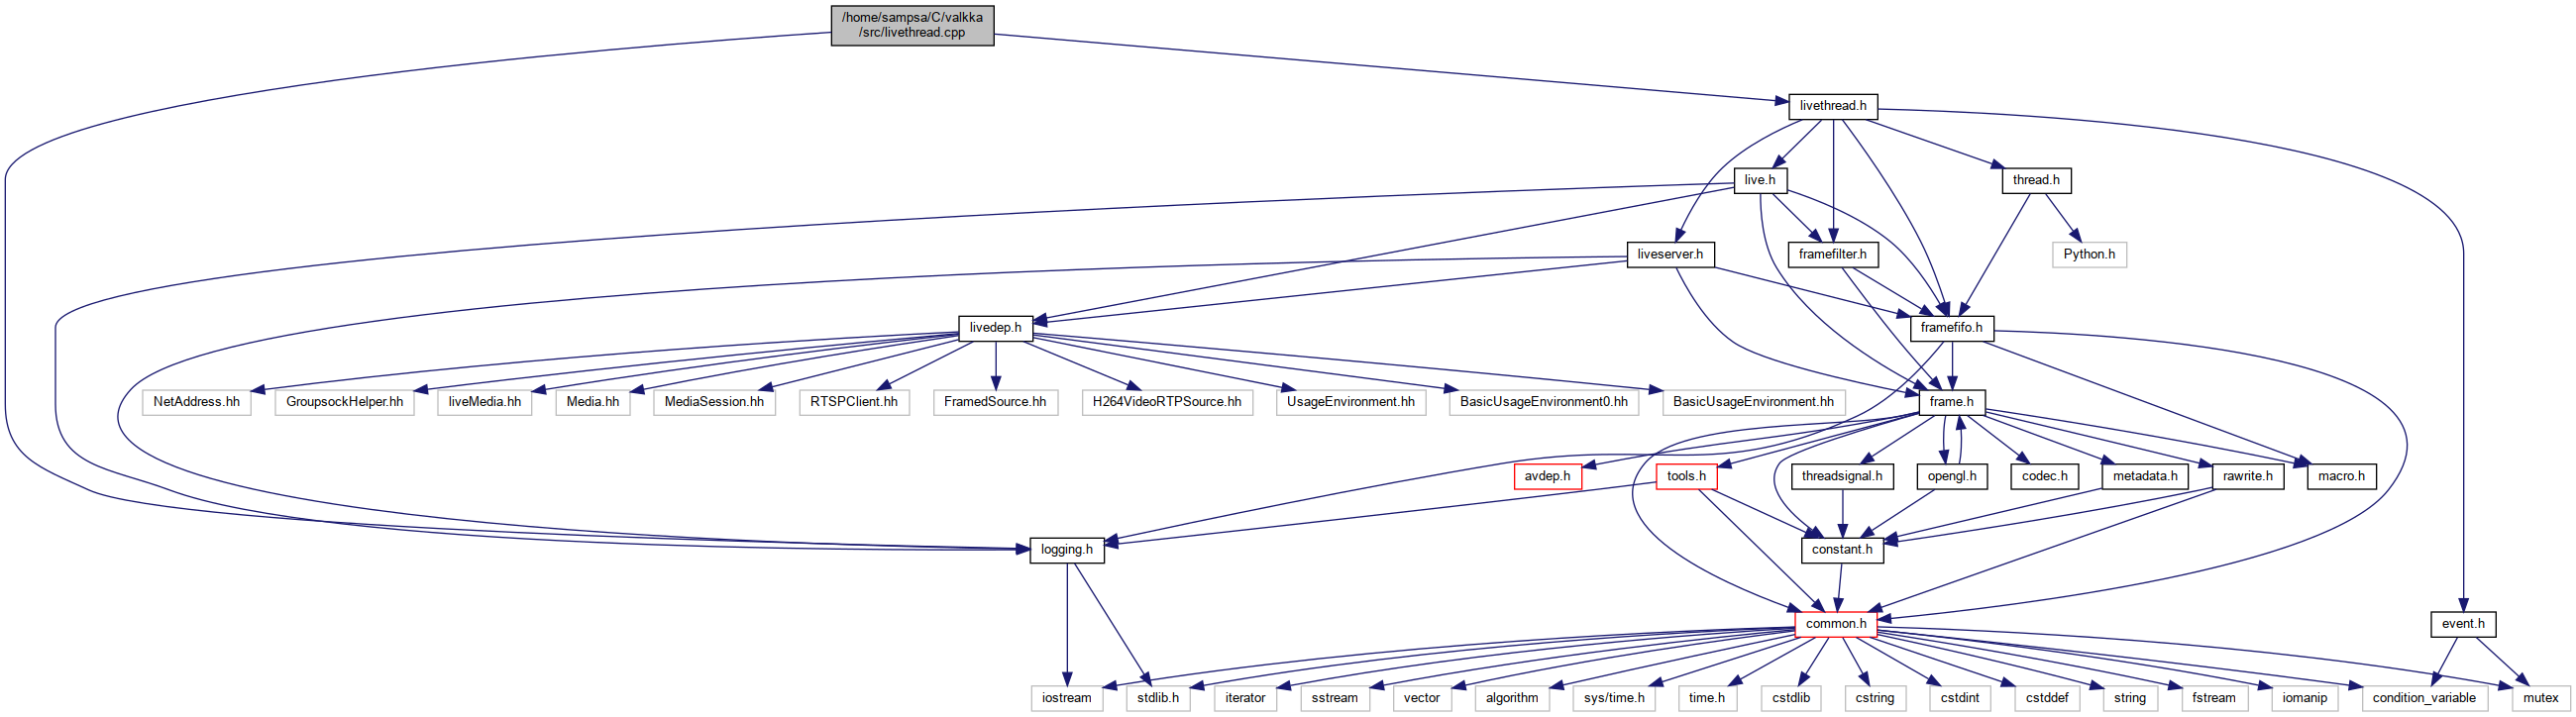 /home/sampsa/C/valkka
/src/livethread.cpp
livethread.h
live.h
thread.h
liveserver.h
framefilter.h
Python.h
livedep.h
framefifo.h
NetAddress.hh
GroupsockHelper.hh
liveMedia.hh
Media.hh
MediaSession.hh
RTSPClient.hh
FramedSource.hh
H264VideoRTPSource.hh
UsageEnvironment.hh
BasicUsageEnvironment0.hh
BasicUsageEnvironment.hh
frame.h
avdep.h
tools.h
threadsignal.h
opengl.h
codec.h
metadata.h
rawrite.h
macro.h
logging.h
constant.h
common.h
event.h
iostream
stdlib.h
iterator
sstream
vector
algorithm
sys/time.h
time.h
cstdlib
cstring
cstdint
cstddef
string
fstream
iomanip
condition_variable
mutex